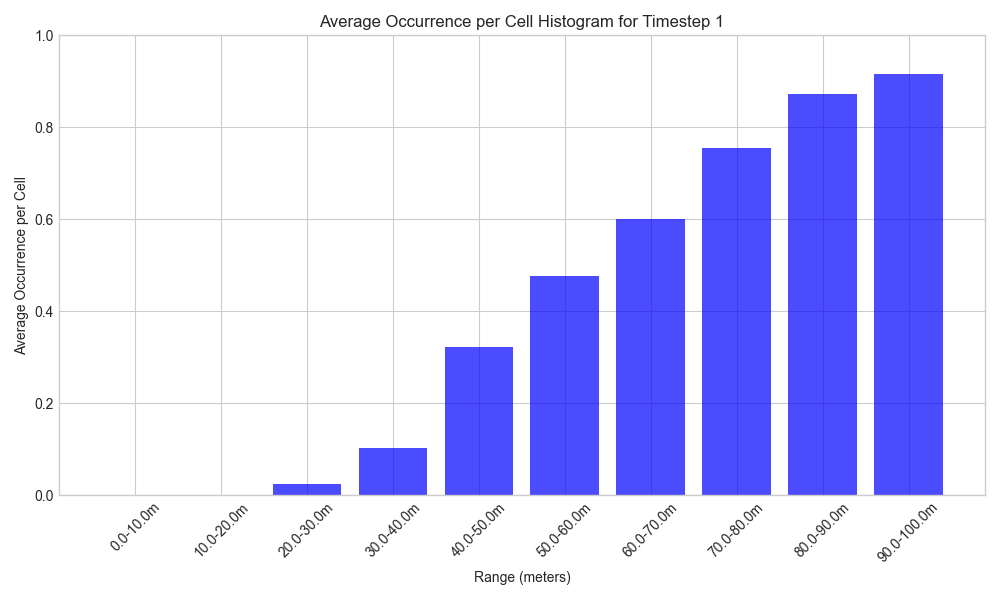 Average Occurrence per Cell Histogram for Timestep 1
Average Occurrence per Cell
1.0
0.8
0.6
0.4
0.2
0.0
0.0-10.0m
10.0-20.0m
20.0-30.0m
30.0-40.0m
40.0-50.0m
50.0-60.0m
60.0-70.0m
70.0-80.0m
80.0-90.0m
90.0-100.0m
Range (meters)